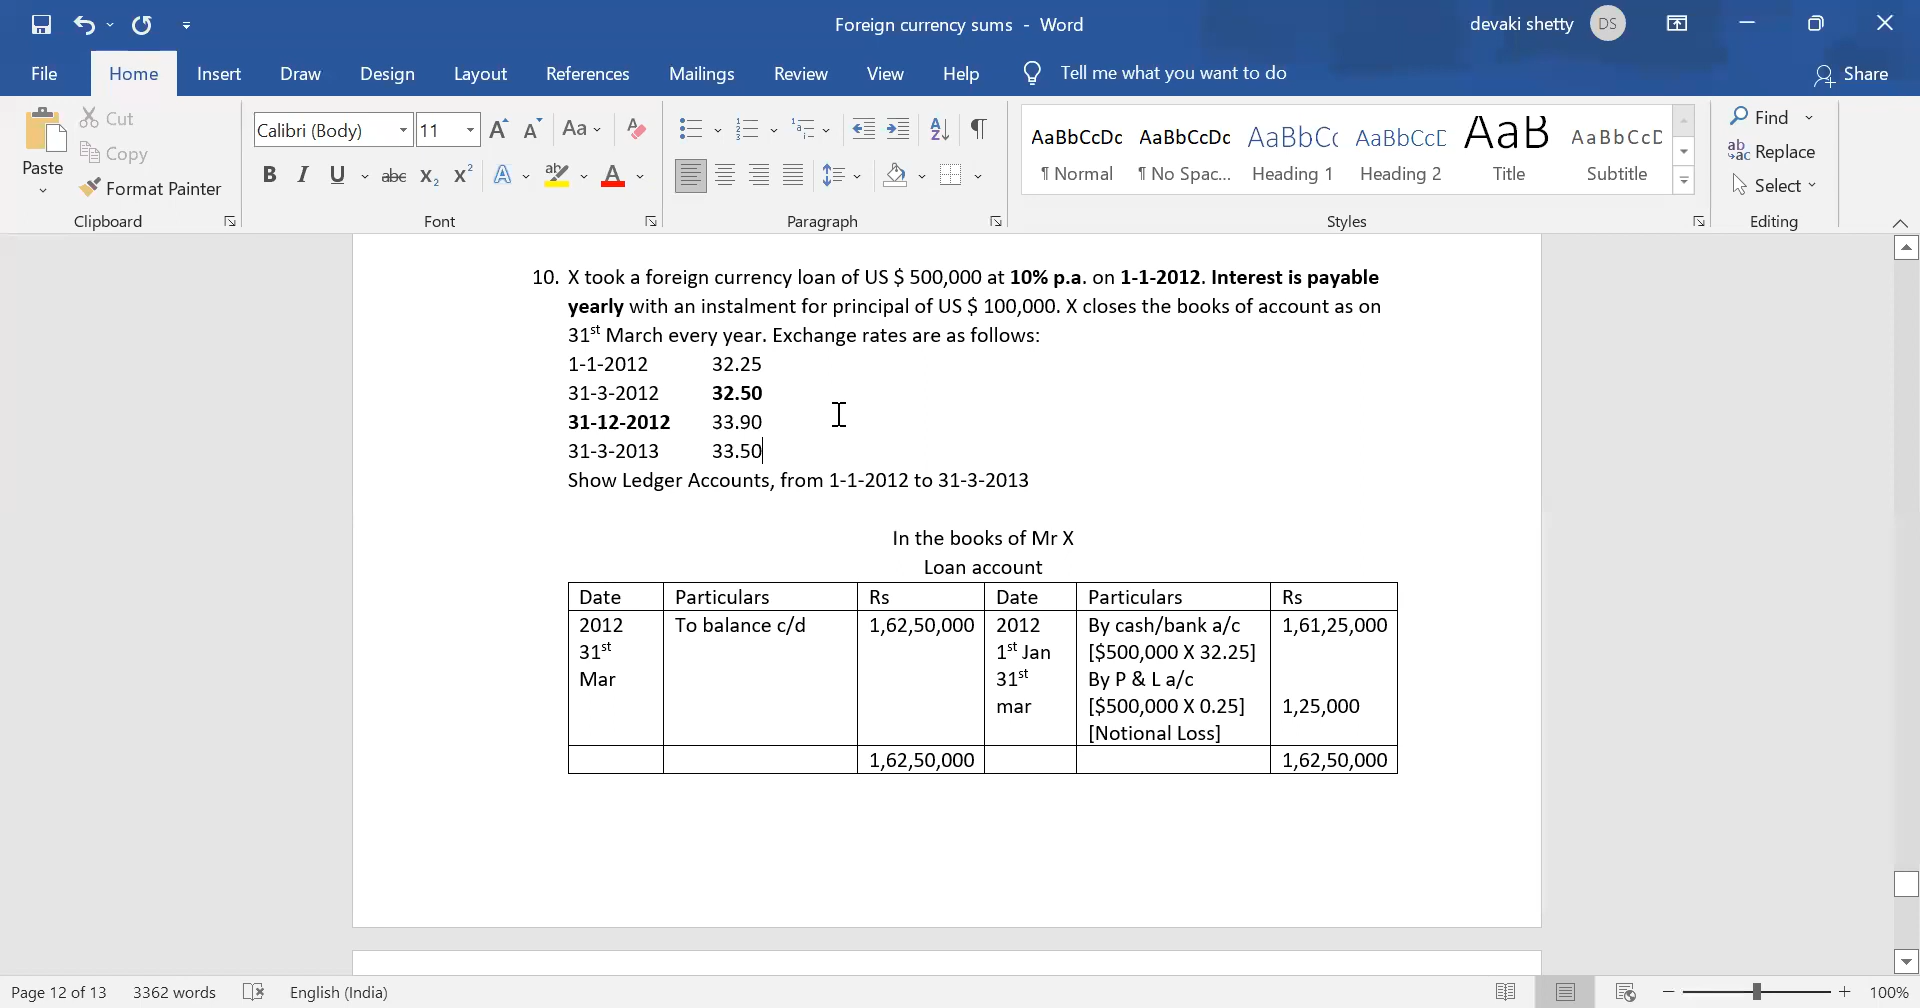 Foreign currency sums - Word
devaki shetty DS
File Home Insert Draw Design Layout References Mailings Review View Help Tell me what you want to do Share
Paste
Cut
Copy
Format Painter
Clipboard
Calibri (Body) 11 A A Aa A
B I U abc X₂ X² A ab A
Font
Paragraph
AaBbCcDc AaBbCcDc AaBbCc AaBbCcD AaB AaBbCcD
¶ Normal ¶ No Spac... Heading 1 Heading 2 Title Subtitle
Styles
Find
Replace
Select
Editing
10. X took a foreign currency loan of US $ 500,000 at 10% p.a. on 1-1-2012. Interest is payable
yearly with an instalment for principal of US $ 100,000. X closes the books of account as on
31st March every year. Exchange rates are as follows:
1-1-2012 32.25
31-3-2012 32.50
31-12-2012 33.90
31-3-2013 33.50
Show Ledger Accounts, from 1-1-2012 to 31-3-2013
In the books of Mr X
Loan account
Date Particulars Rs Date Particulars Rs
2012 To balance c/d 1,62,50,000 2012 By cash/bank a/c 1,61,25,000
31st 1st Jan [$500,000 X 32.25]
Mar 31st By P & L a/c
mar [$500,000 X 0.25] 1,25,000
[Notional Loss]
1,62,50,000 1,62,50,000
Page 12 of 13 3362 words English (India) 100%